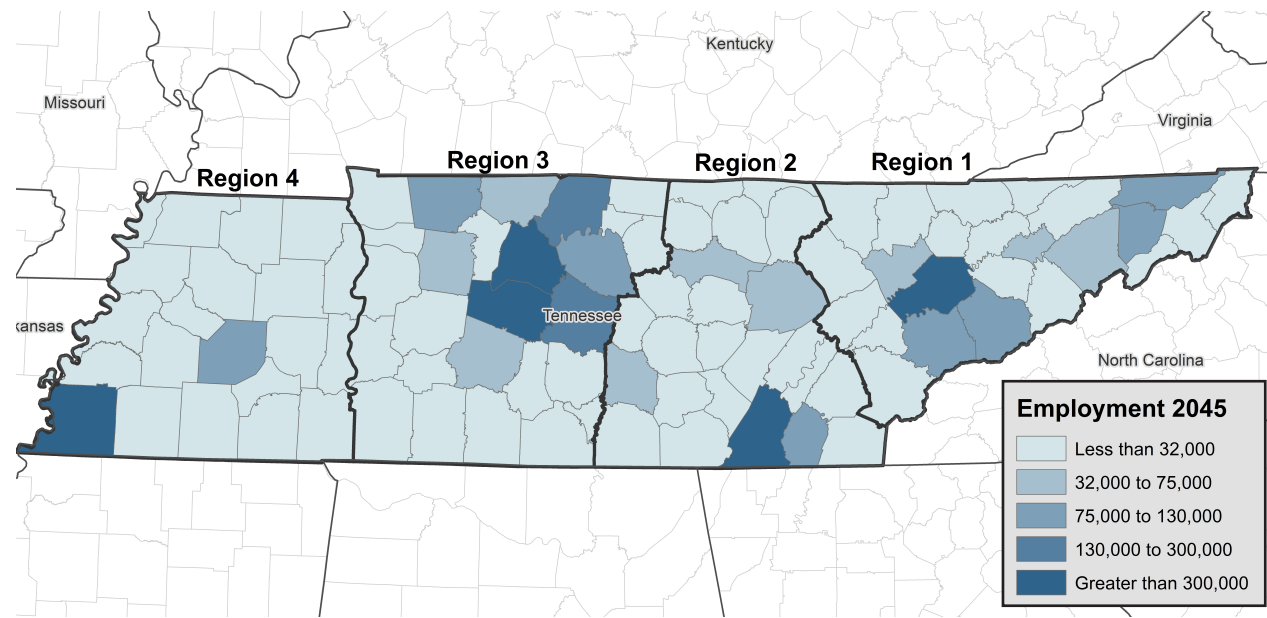 Kentucky
Missouri
Virginia
Region 4
Region 3
Region 2
Region 1
Tennessee
kansas
North Carolina
Employment 2045
Less than 32,000
32,000 to 75,000
75,000 to 130,000
130,000 to 300,000
Greater than 300,000